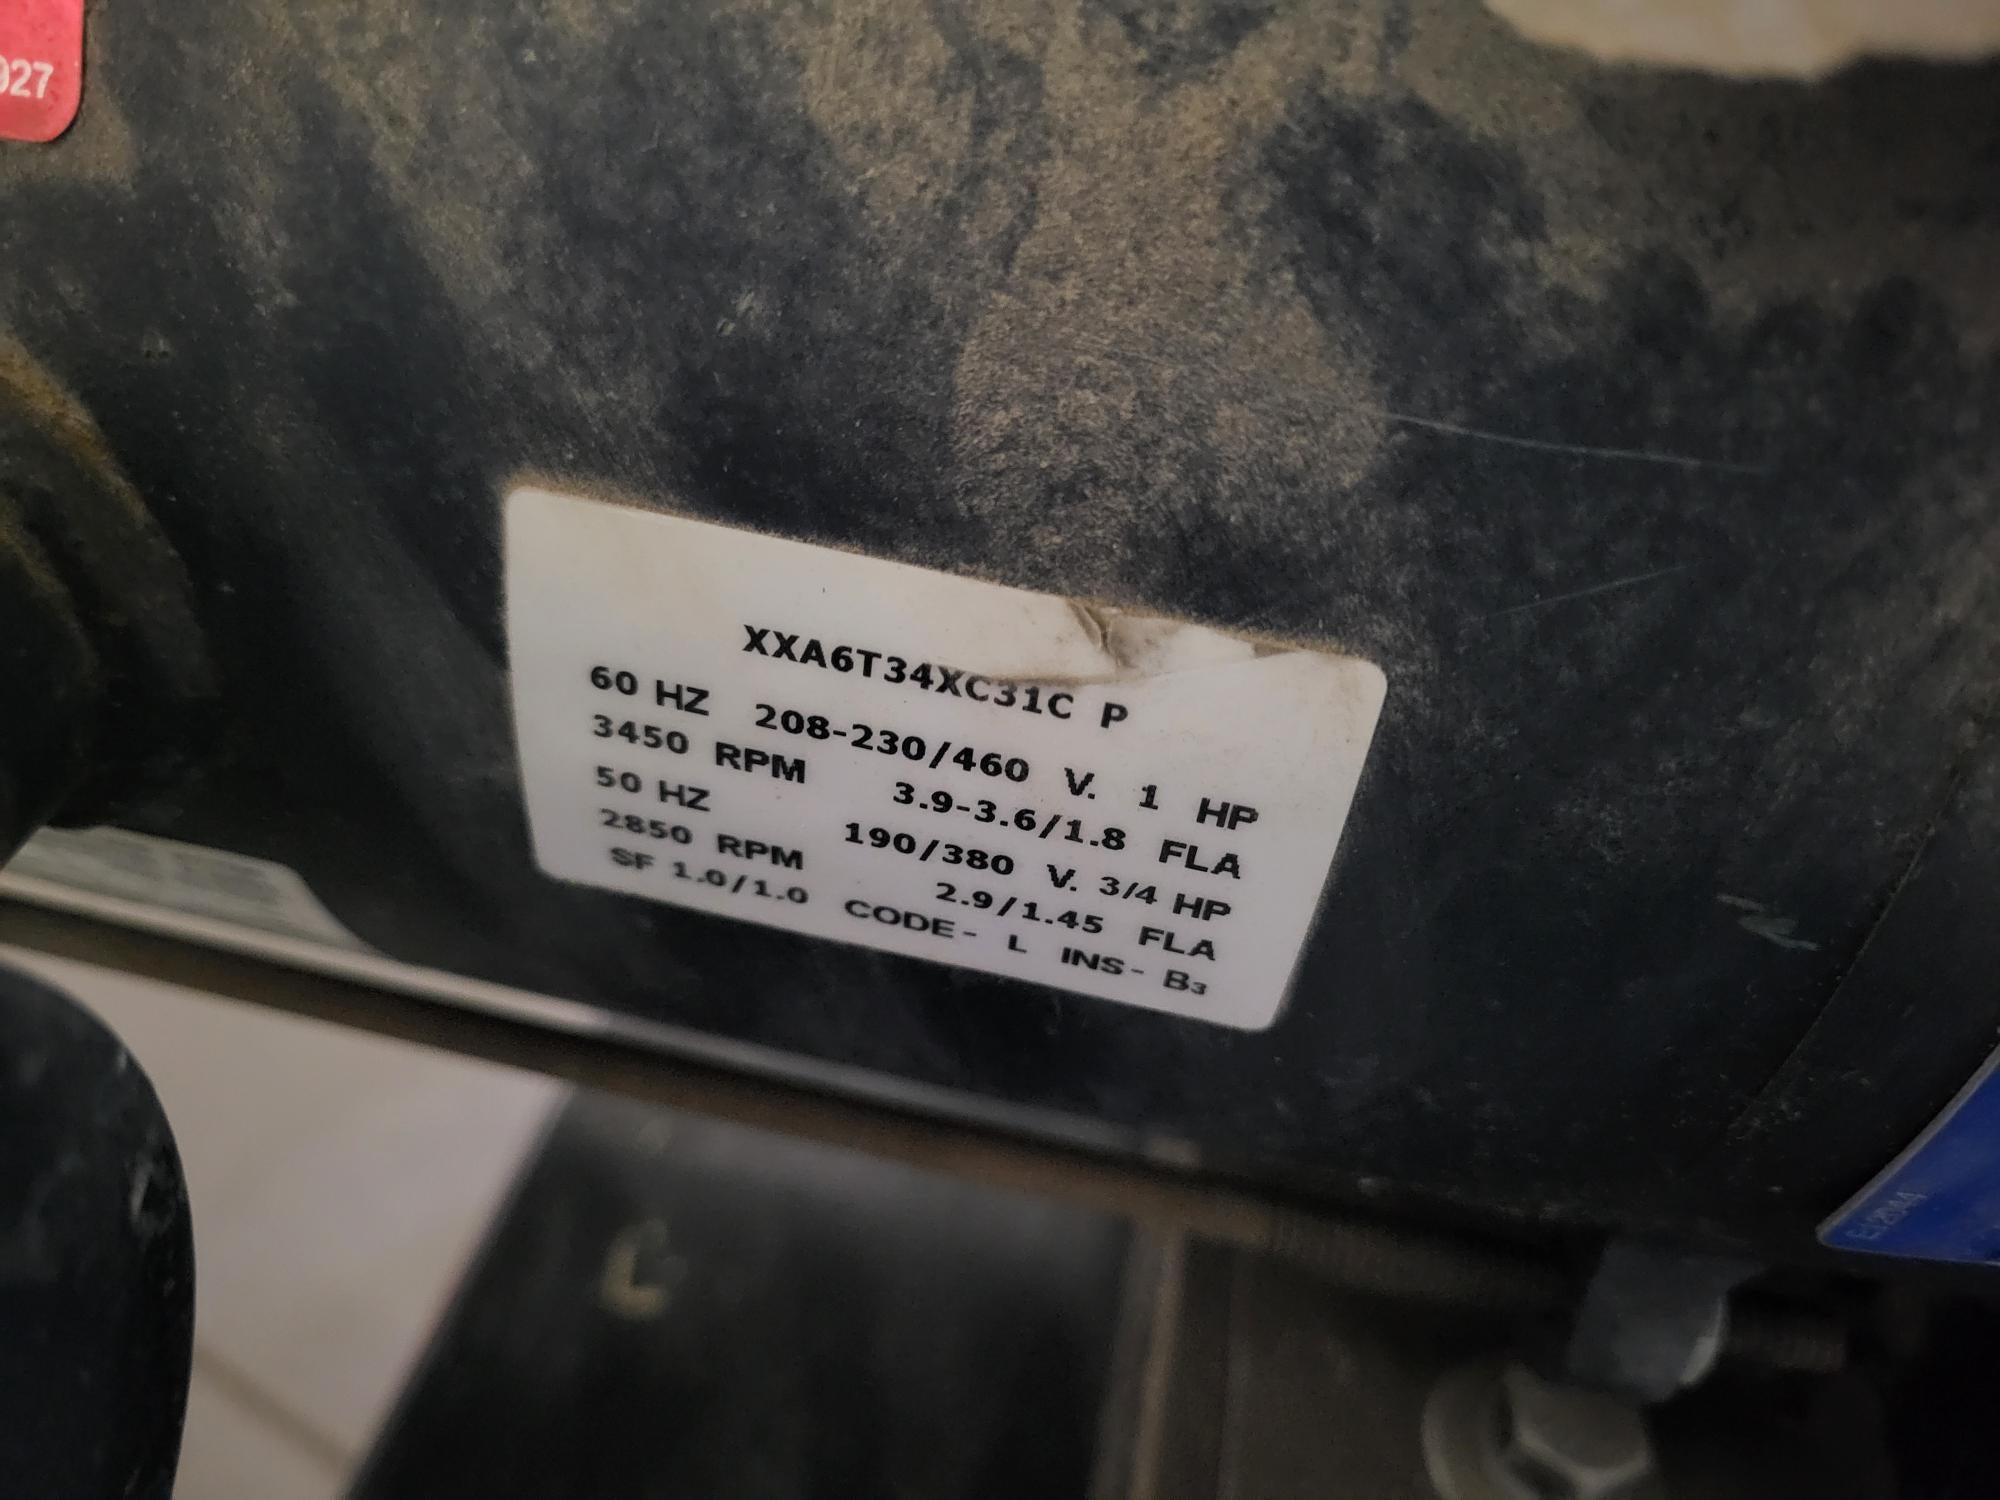 927
XXA6T34XC31C P
60 HZ 208-230/460 V. 1 HP
3450 RPM 3.9-3.6/1.8 FLA
50 HZ 190/380 V. 3/4 HP
2850 RPM 2.9/1.45 FLA
SF 1.0/1.0 CODE- L INS- B3